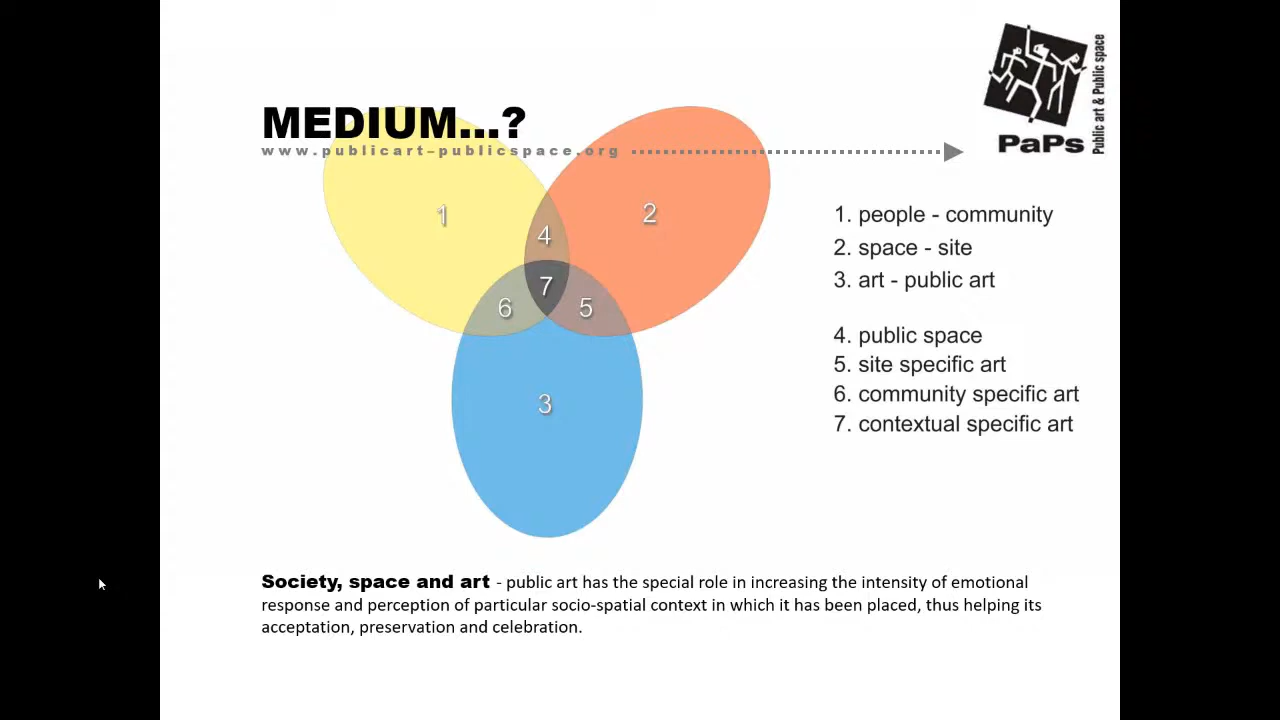 MEDIUM...?
www.publicart-publicspace.org
PaPs
Public art & Public space
1
2
4
7
6
5
3
1. people - community
2. space - site
3. art - public art
4. public space
5. site specific art
6. community specific art
7. contextual specific art
Society, space and art - public art has the special role in increasing the intensity of emotional
response and perception of particular socio-spatial context in which it has been placed, thus helping its
acceptation, preservation and celebration.